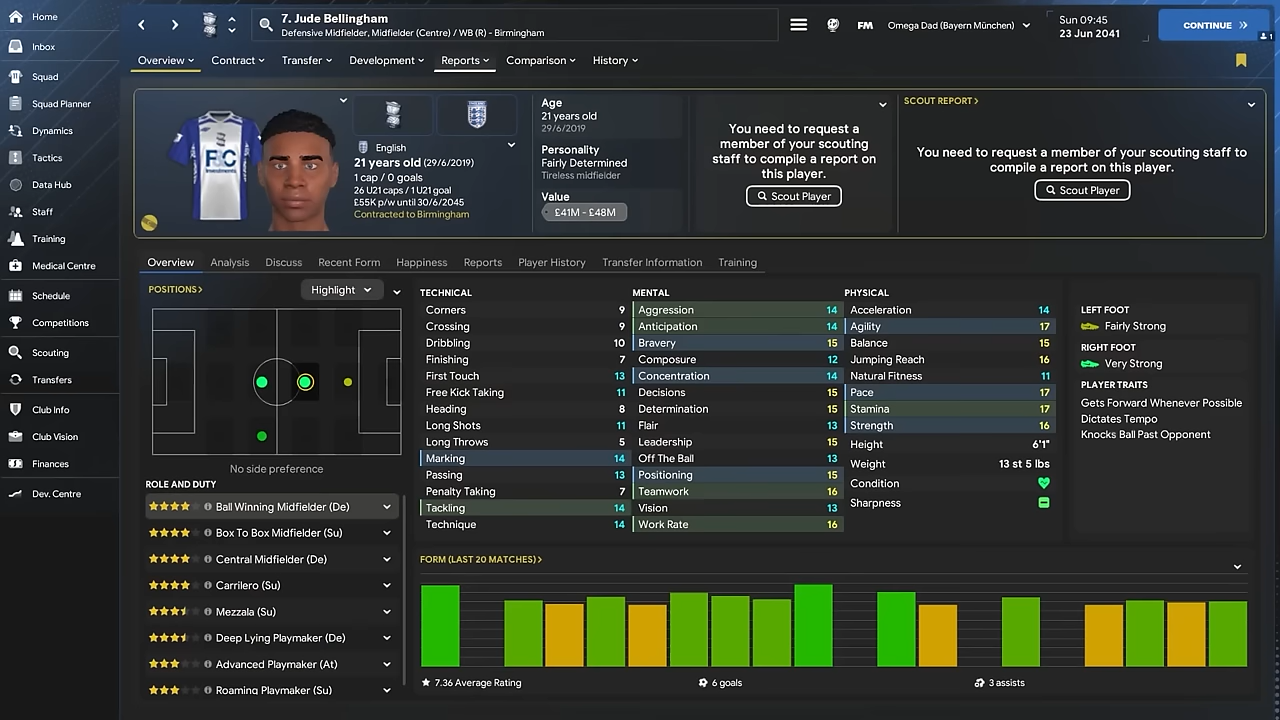 Home
Inbox
Squad
Squad Planner
Dynamics
Tactics
Data Hub
Staff
Training
Medical Centre
Schedule
Competitions
Scouting
Transfers
Club Info
Club Vision
Finances
Dev. Centre
7. Jude Bellingham
Defensive Midfielder, Midfielder (Centre) / WB (R) - Birmingham
FM
Omega Dad (Bayern München)
Sun 09:45
23 Jun 2041
CONTINUE
1
Overview Contract Transfer Development Reports Comparison History
English
21 years old (29/6/2019)
1 cap / 0 goals
26 U21 caps / 1 U21 goal
£55K p/w until 30/6/2045
Contracted to Birmingham
Age
21 years old
29/6/2019
Personality
Fairly Determined
Tireless midfielder
Value
£41M - £48M
You need to request a
member of your scouting
staff to compile a report on
this player.
Scout Player
SCOUT REPORT >
You need to request a member of your scouting staff to
compile a report on this player.
Scout Player
Overview Analysis Discuss Recent Form Happiness Reports Player History Transfer Information Training
POSITIONS >
Highlight
No side preference
ROLE AND DUTY
Ball Winning Midfielder (De)
Box To Box Midfielder (Su)
Central Midfielder (De)
Carrilero (Su)
Mezzala (Su)
Deep Lying Playmaker (De)
Advanced Playmaker (At)
Roaming Playmaker (Su)
TECHNICAL
Corners 9
Crossing 9
Dribbling 10
Finishing 7
First Touch 13
Free Kick Taking 11
Heading 8
Long Shots 11
Long Throws 5
Marking 14
Passing 13
Penalty Taking 7
Tackling 14
Technique 14
MENTAL
Aggression 14
Anticipation 14
Bravery 15
Composure 12
Concentration 14
Decisions 15
Determination 15
Flair 13
Leadership 15
Off The Ball 13
Positioning 15
Teamwork 16
Vision 13
Work Rate 16
PHYSICAL
Acceleration 14
Agility 17
Balance 15
Jumping Reach 16
Natural Fitness 11
Pace 17
Stamina 17
Strength 16
Height 6'1"
Weight 13 st 5 lbs
Condition
Sharpness
LEFT FOOT
Fairly Strong
RIGHT FOOT
Very Strong
PLAYER TRAITS
Gets Forward Whenever Possible
Dictates Tempo
Knocks Ball Past Opponent
FORM (LAST 20 MATCHES) >
7.36 Average Rating
6 goals
3 assists